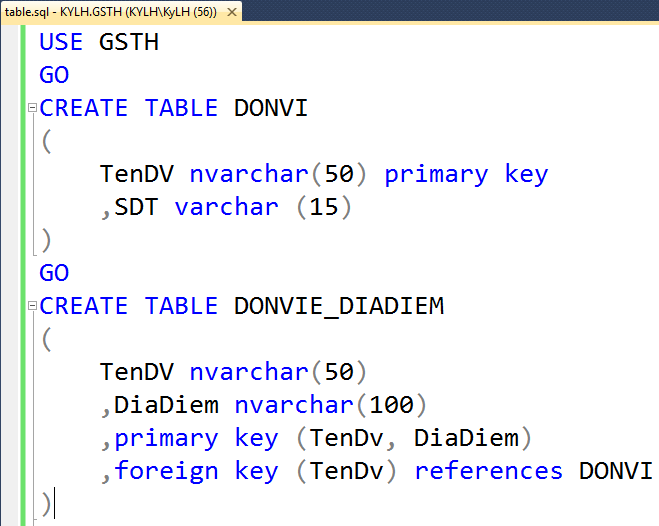 table.sql - KYLH.GSTH (KYLH\KyLH (56))
USE GSTH
GO
CREATE TABLE DONVI
(
    TenDV nvarchar(50) primary key
    ,SDT varchar (15)
)
GO
CREATE TABLE DONVIE_DIADIEM
(
    TenDV nvarchar(50)
    ,DiaDiem nvarchar(100)
    ,primary key (TenDv, DiaDiem)
    ,foreign key (TenDv) references DONVI
)